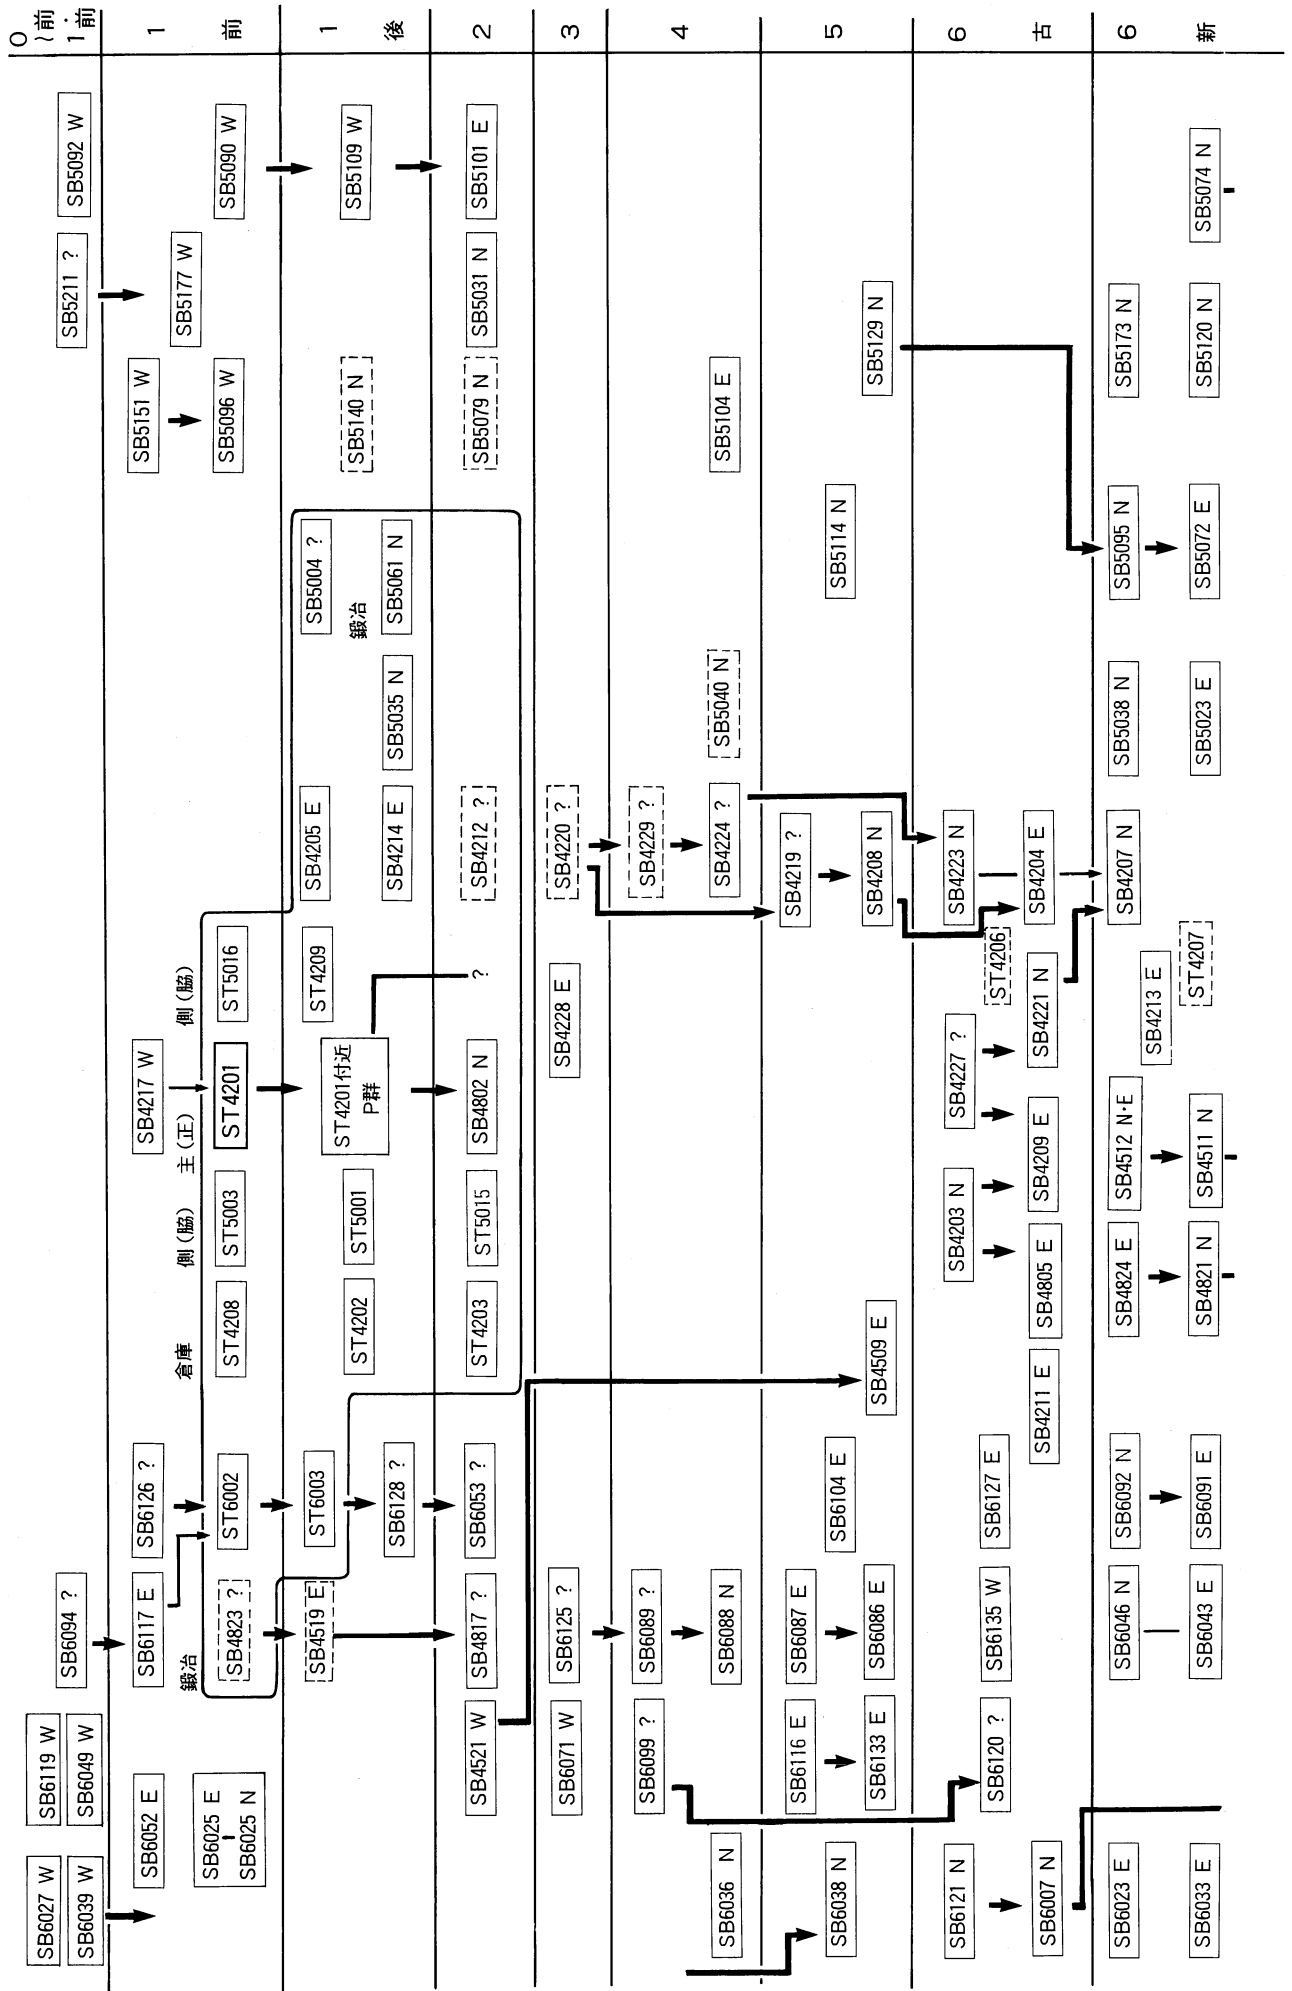 0～前
1・前
1
前
1
後
2
3
4
5
6
古
6
新
SB5092 W
SB5211 ?
SB6094 ?
SB6119 W
SB6049 W
SB6027 W
SB6039 W
SB5177 W
SB5151 W
SB5090 W
SB5096 W
SB4217 W
側(脇)
主(正)
側(脇)
倉庫
ST5016
ST4201
ST5003
ST4208
SB6126 ?
SB6117 E
鍛冶
ST6002
SB4823 ?
SB6052 E
SB6025 E
SB6025 N
SB5109 W
SB5140 N
SB5004 ?
鍛冶
SB5061 N
SB5035 N
SB4205 E
SB4214 E
ST4209
ST4201付近
P群
ST5001
ST4202
ST6003
SB6128 ?
SB4519 E
SB5101 E
SB5031 N
SB5079 N
SB4212 ?
?
SB4802 N
ST5015
ST4203
SB6053 ?
SB4817 ?
SB4521 W
SB4220 ?
SB4228 E
SB6125 ?
SB6071 W
SB5104 E
SB5040 N
SB4229 ?
SB4224 ?
SB6089 ?
SB6088 N
SB6099 ?
SB6036 N
SB5129 N
SB5114 N
SB4219 ?
SB4208 N
SB4509 E
SB6104 E
SB6087 E
SB6086 E
SB6116 E
SB6133 E
SB6038 N
SB4223 N
SB4204 E
ST4206
SB4221 N
SB4227 ?
SB4209 E
SB4203 N
SB4805 E
SB4211 E
SB6127 E
SB6135 W
SB6120 ?
SB6121 N
SB6007 N
SB5074 N
SB5173 N
SB5120 N
SB5095 N
SB5072 E
SB5038 N
SB5023 E
SB4207 N
ST4207
SB4213 E
SB4512 N・E
SB4511 N
SB4824 E
SB4821 N
SB6092 N
SB6091 E
SB6046 N
SB6043 E
SB6023 E
SB6033 E